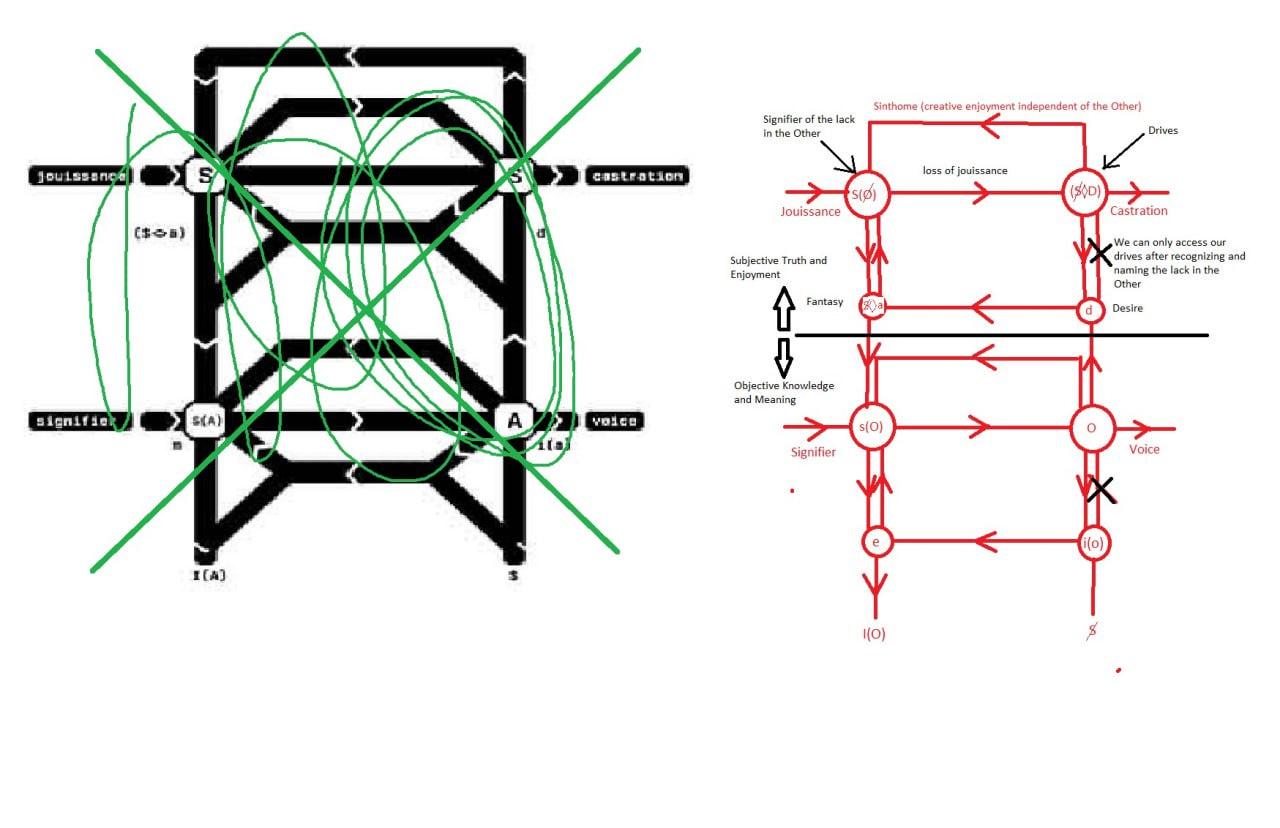 jouissance
S
S
castration
($◇a)
d
signifier
s(A)
A
voice
m
i(a)
I(A)
$
Sinthome (creative enjoyment independent of the Other)
Signifier of the lack
in the Other
Drives
loss of jouissance
S(Ø)
($◇D)
Jouissance
Castration
We can only access our
drives after recognizing and
naming the lack in the
Other
Subjective Truth and
Enjoyment
Fantasy
$◇a
d
Desire
Objective Knowledge
and Meaning
s(O)
O
Signifier
Voice
e
i(o)
I(O)
$